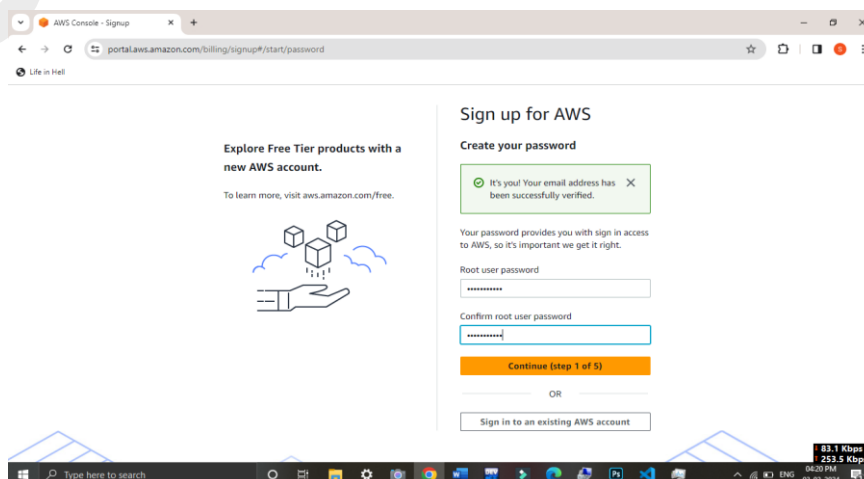 AWS Console - Signup
portal.aws.amazon.com/billing/signup#/start/password
S
Life in Hell
Explore Free Tier products with a
new AWS account.
To learn more, visit aws.amazon.com/free.
Sign up for AWS
Create your password
It's you! Your email address has
been successfully verified.
Your password provides you with sign in access
to AWS, so it's important we get it right.
Root user password
•••••••••••
Confirm root user password
•••••••••••
Continue (step 1 of 5)
OR
Sign in to an existing AWS account
83.1 Kbps
253.5 Kbp
Type here to search
W
Ps
ENG
04:20 PM